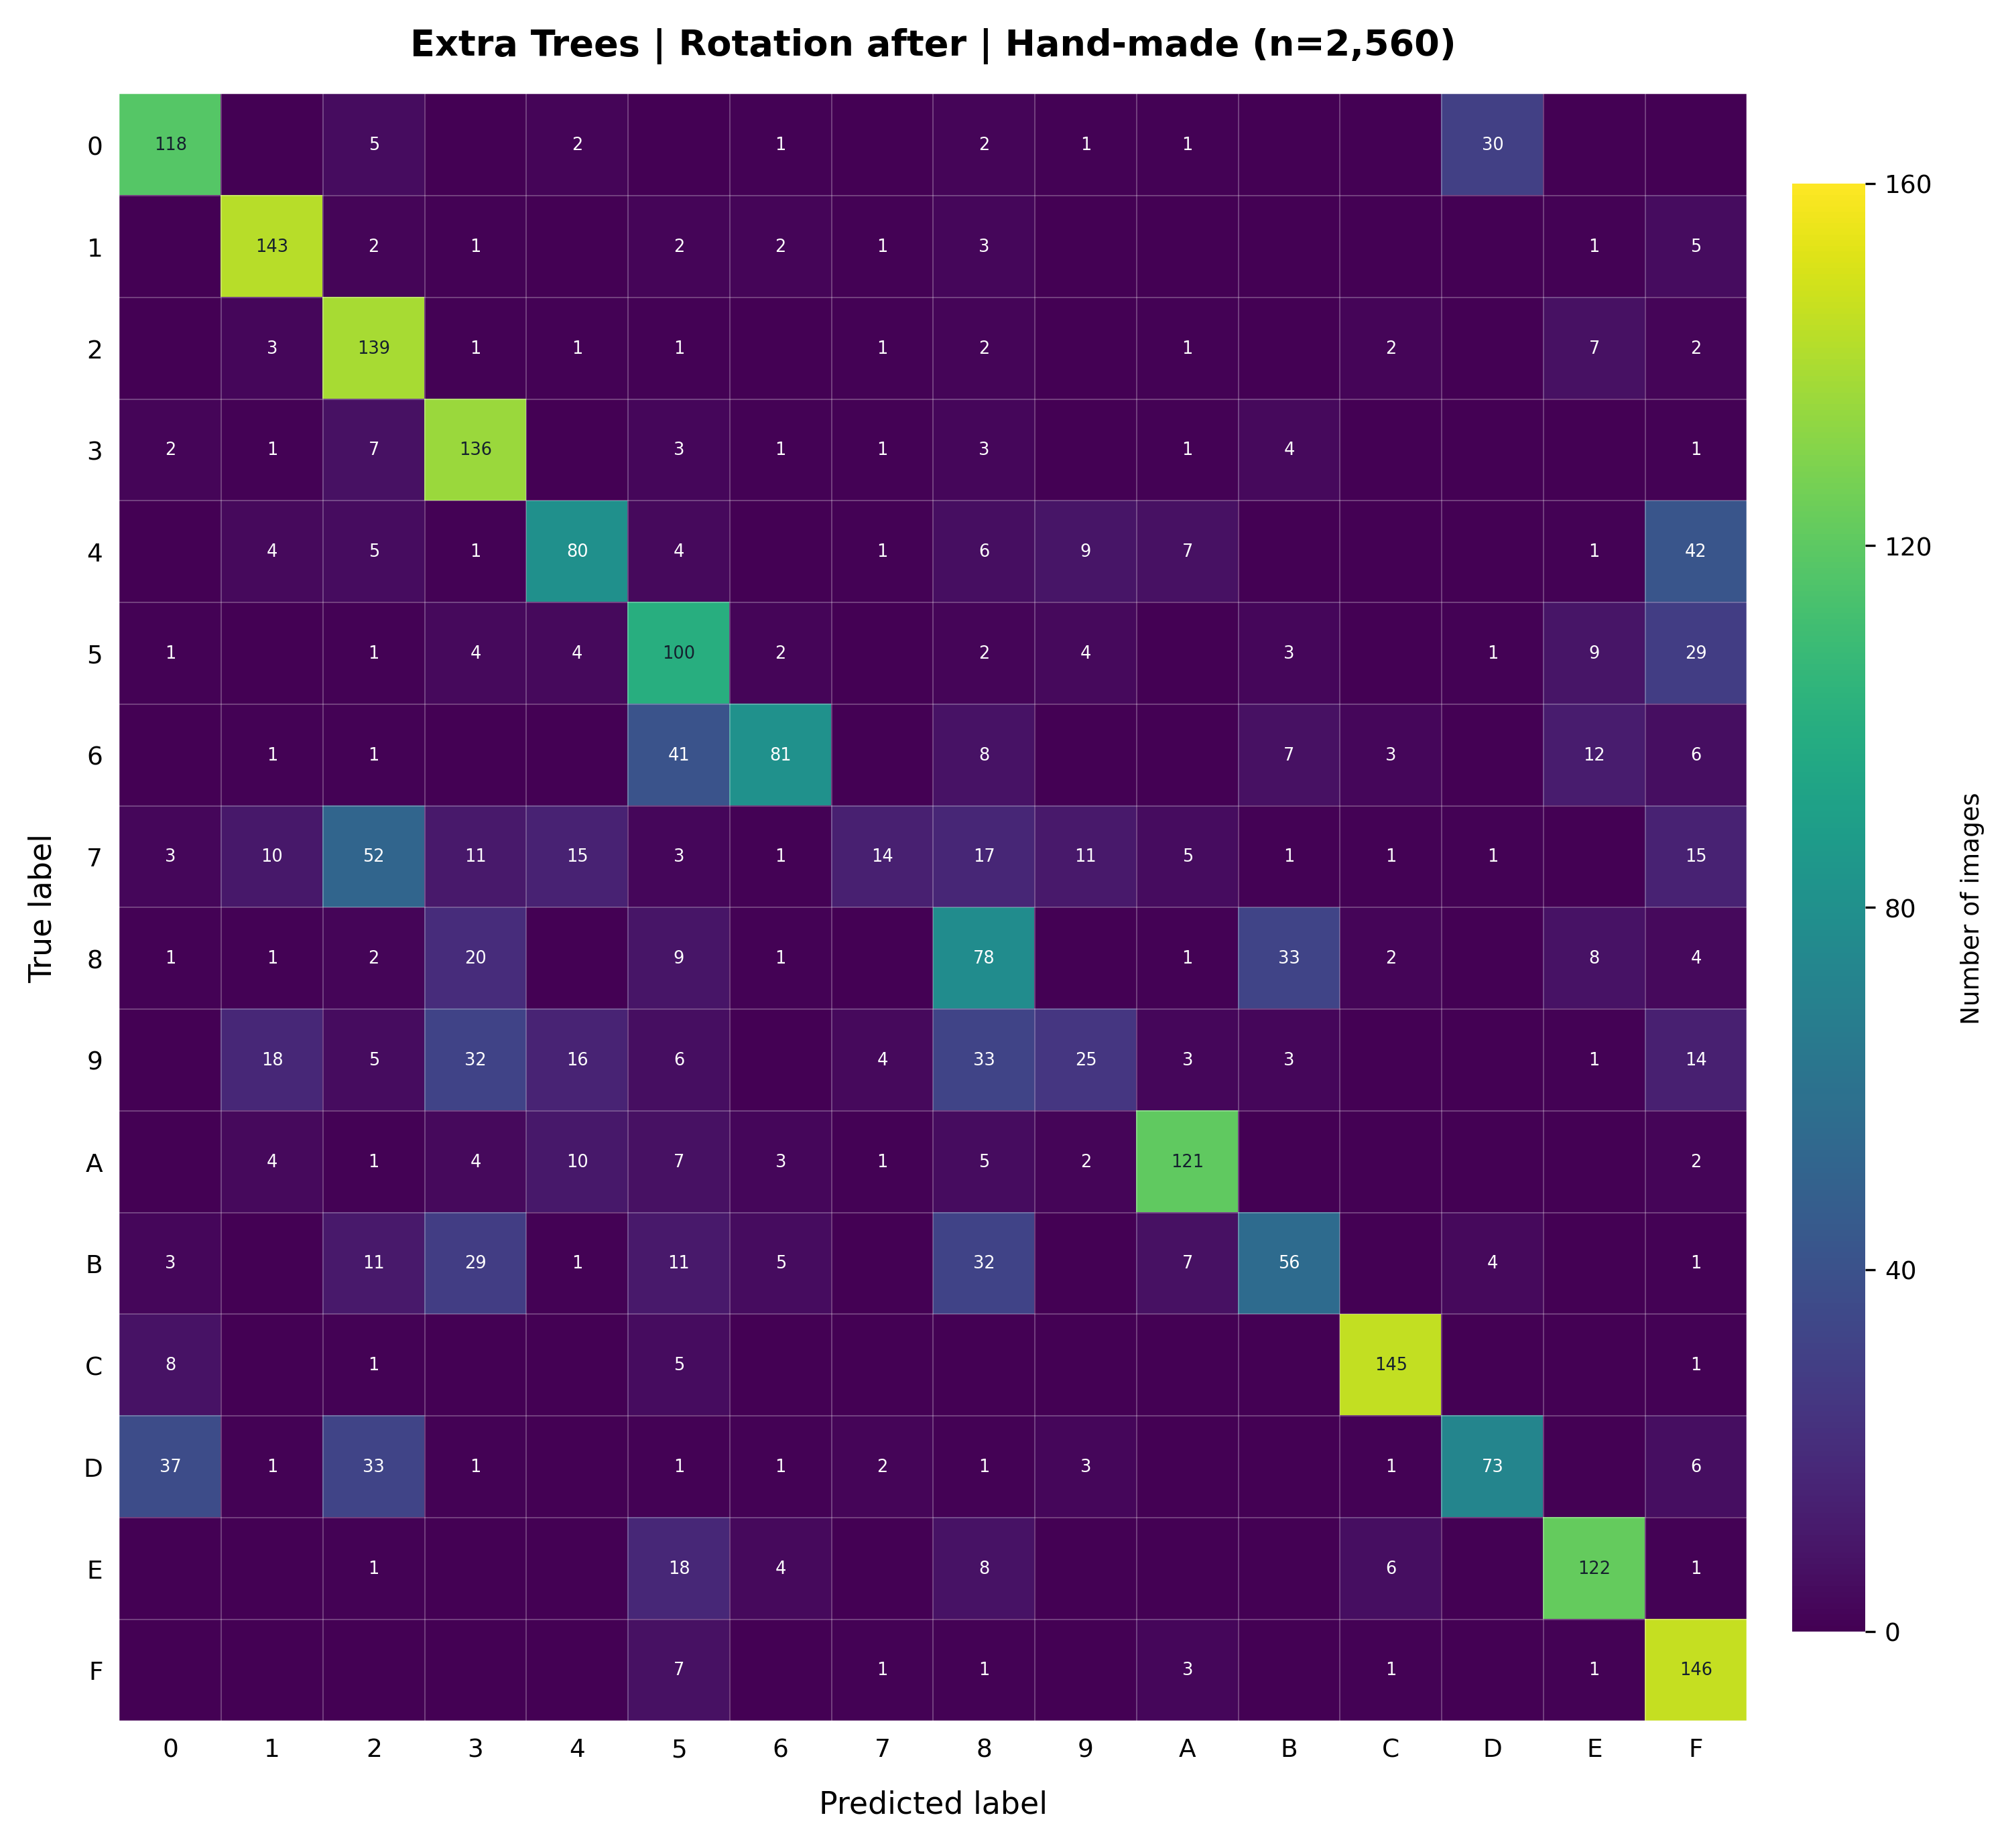 Extra Trees | Rotation after | Hand-made (n=2,560)
0 118 5 2 1 2 1 1 30
1 143 2 1 2 2 1 3 1 5
2 3 139 1 1 1 1 2 1 2 7 2
3 2 1 7 136 3 1 1 3 1 4 1
4 4 5 1 80 4 1 6 9 7 1 42
5 1 1 4 4 100 2 2 4 3 1 9 29
6 1 1 41 81 8 7 3 12 6
7 3 10 52 11 15 3 1 14 17 11 5 1 1 1 15
8 1 1 2 20 9 1 78 1 33 2 8 4
9 18 5 32 16 6 4 33 25 3 3 1 14
A 4 1 4 10 7 3 1 5 2 121 2
B 3 11 29 1 11 5 32 7 56 4 1
C 8 1 5 145 1
D 37 1 33 1 1 1 2 1 3 1 73 6
E 1 18 4 8 6 122 1
F 7 1 1 3 1 1 146
0 1 2 3 4 5 6 7 8 9 A B C D E F
Predicted label
True label
160
120
80
40
0
Number of images